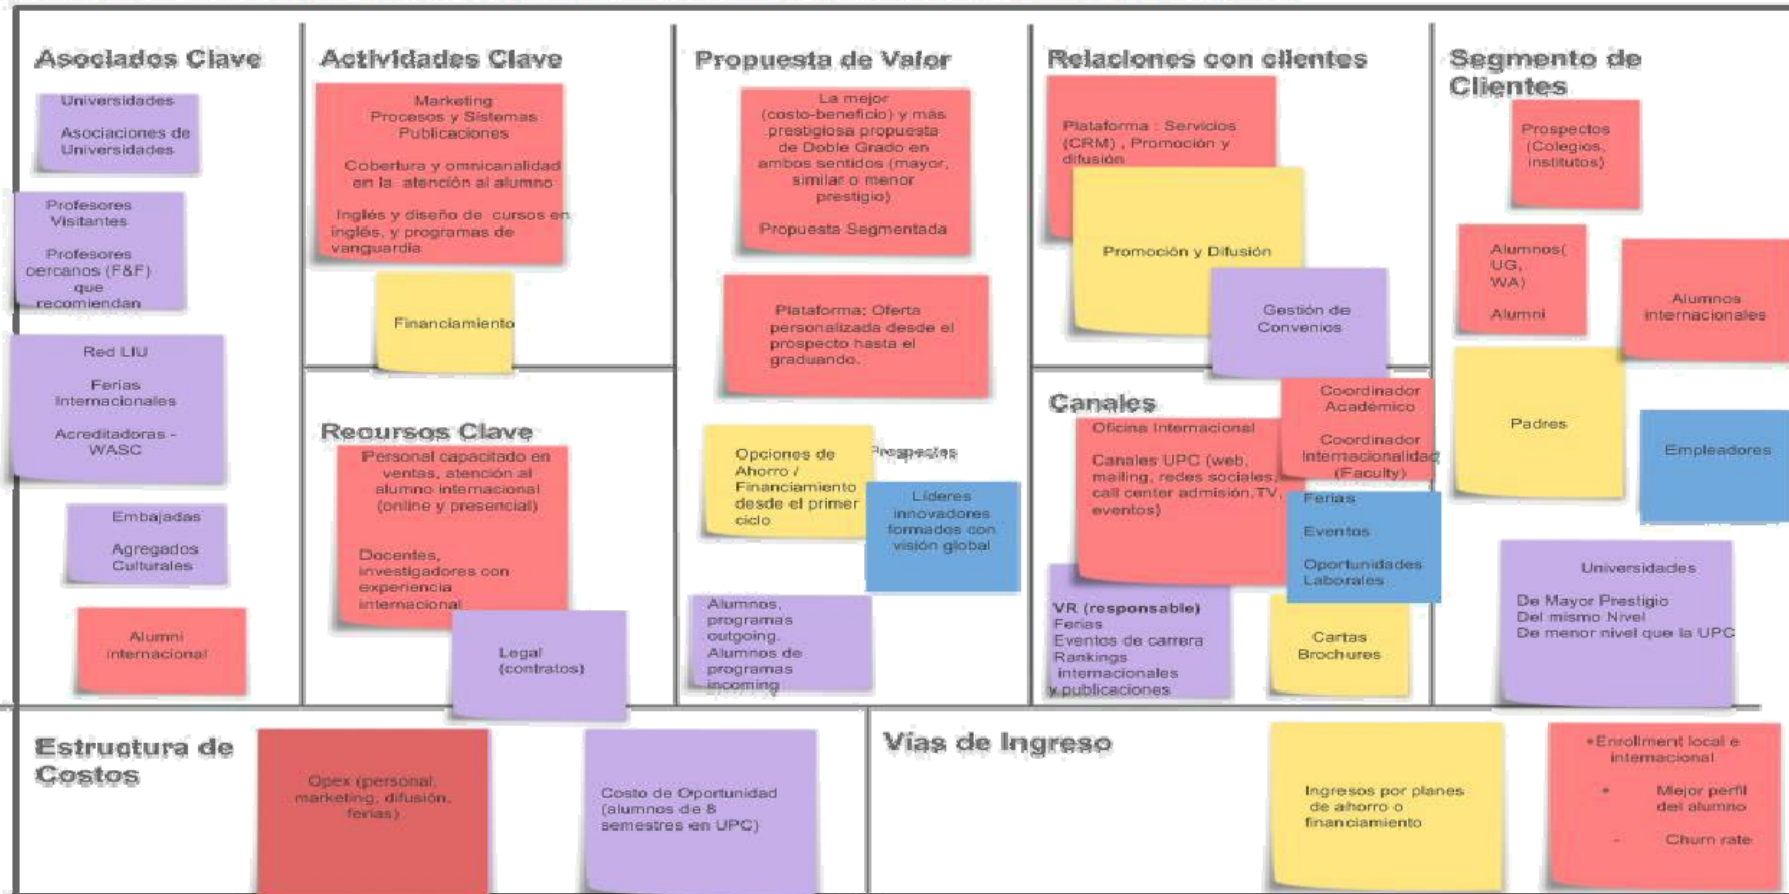 Asociados Clave
Universidades
Asociaciones de
Universidades
Profesores
Visitantes
Profesores
cercanos (F&F)
que
recomiendan
Red LIU
Ferias
Internacionales
Acreditadoras -
WASC
Embajadas
Agregados
Culturales
Alumni
internacional
Actividades Clave
Marketing
Procesos y Sistemas
Publicaciones
Cobertura y omnicanalidad
en la atención al alumno
Inglés y diseño de cursos en
inglés, y programas de
vanguardia
Financiamiento
Recursos Clave
Personal capacitado en
ventas, atención al
alumno internacional
(online y presencial)
Docentes,
investigadores con
experiencia
internacional
Legal
(contratos)
Propuesta de Valor
La mejor
(costo-beneficio) y más
prestigiosa propuesta
de Doble Grado en
ambos sentidos (mayor,
similar o menor
prestigio)
Propuesta Segmentada
Plataforma: Oferta
personalizada desde el
prospecto hasta el
graduando.
Opciones de
Ahorro /
Financiamiento
desde el primer
ciclo
Prospectos
Líderes
innovadores
formados con
visión global
Alumnos,
programas
outgoing.
Alumnos de
programas
incoming
Relaciones con clientes
Plataforma : Servicios
(CRM) , Promoción y
difusión
Promoción y Difusión
Gestión de
Convenios
Canales
Oficina Internacional
Canales UPC (web,
mailing, redes sociales,
call center admisión,TV,
eventos)
Coordinador
Académico
Coordinador
Internacionalidad
(Faculty)
Ferias
Eventos
Oportunidades
Laborales
VR (responsable)
Ferias
Eventos de carrera
Rankings
internacionales
y publicaciones
Cartas
Brochures
Segmento de
Clientes
Prospectos
(Colegios,
institutos)
Alumnos(
UG,
WA)
Alumni
Alumnos
internacionales
Padres
Empleadores
Universidades
De Mayor Prestigio
Del mismo Nivel
De menor nivel que la UPC
Estructura de
Costos
Opex (personal,
marketing, difusión,
ferias)
Costo de Oportunidad
(alumnos de 8
semestres en UPC)
Vías de Ingreso
Ingresos por planes
de ahorro o
financiamiento
+Enrollment local e
internacional
+ Mejor perfil
del alumno
- Churn rate